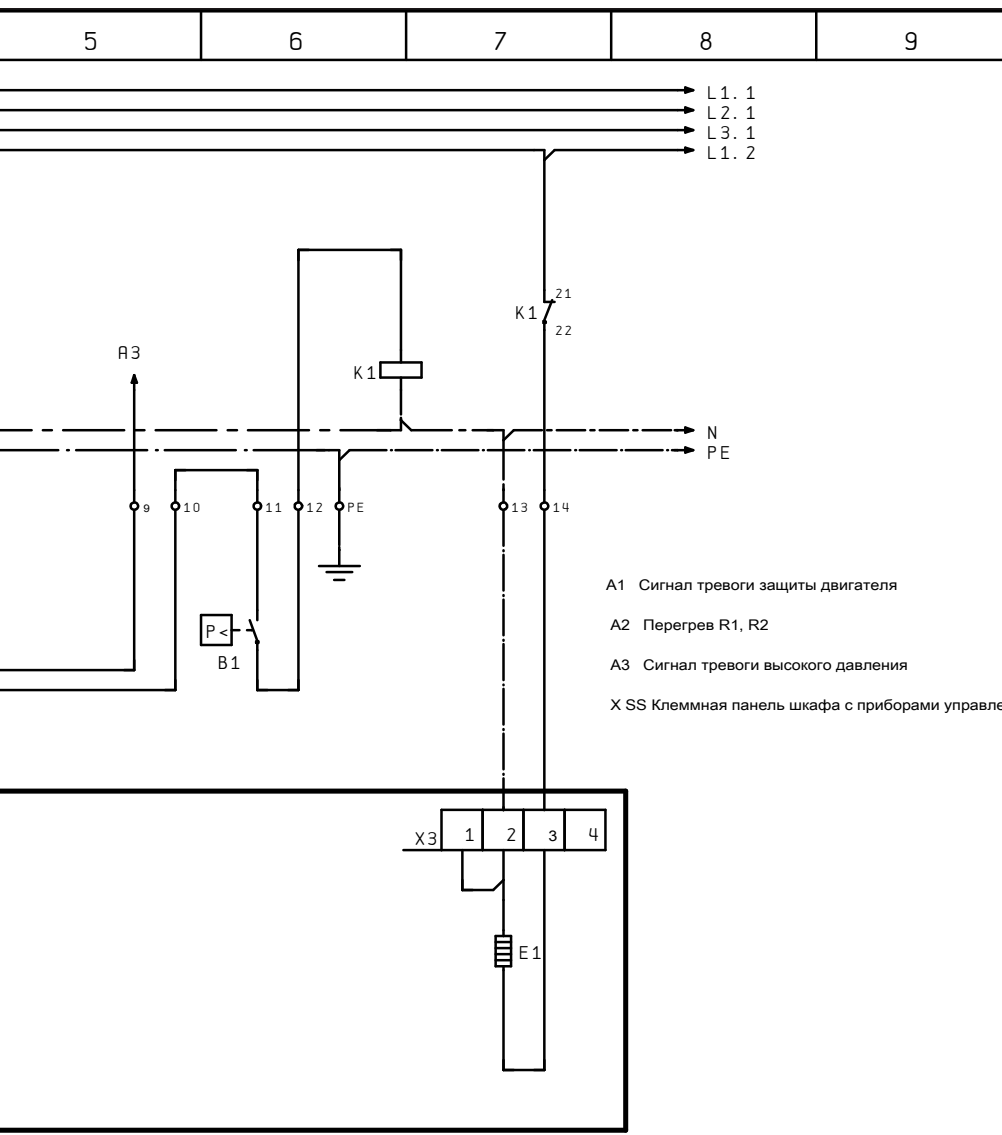 5 6 7 8 9
L1.1
L2.1
L3.1
L1.2
21
K1
22
A3
K1
N
PE
9 10 11 12 PE 13 14
A1 Сигнал тревоги защиты двигателя
P<
A2 Перегрев R1, R2
B1
A3 Сигнал тревоги высокого давления
X SS Клеммная панель шкафа с приборами управле
X3 1 2 3 4
E1